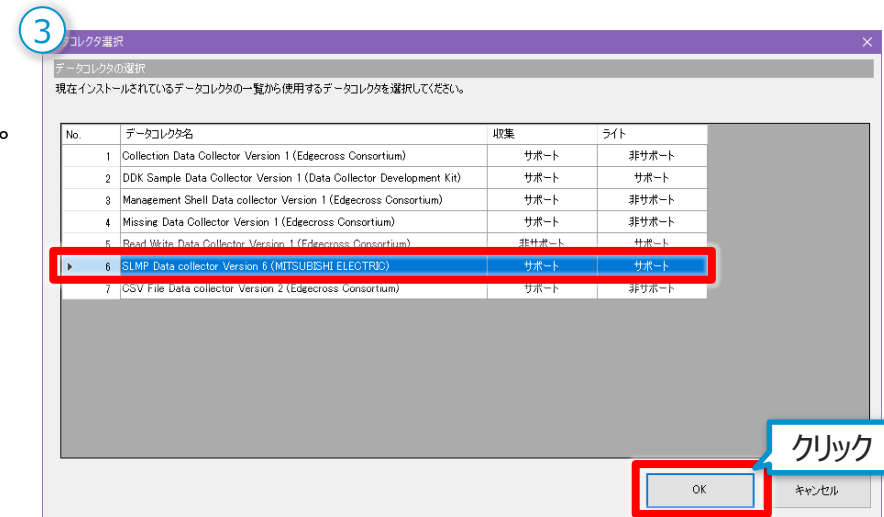 3
タコレクタ選択
データコレクタの選択
現在インストールされているデータコレクタの一覧から使用するデータコレクタを選択してください。
。
No. データコレクタ名 収集 ライト
1 Collection Data Collector Version 1 (Edgecross Consortium) サポート 非サポート
2 DDK Sample Data Collector Version 1 (Data Collector Development Kit) サポート サポート
3 Management Shell Data collector Version 1 (Edgecross Consortium) サポート 非サポート
4 Missing Data Collector Version 1 (Edgecross Consortium) サポート 非サポート
5 Read Write Data Collector Version 1 (Edgecross Consortium) 非サポート サポート
6 SLMP Data collector Version 6 (MITSUBISHI ELECTRIC) サポート サポート
7 CSV File Data collector Version 2 (Edgecross Consortium) サポート 非サポート
クリック
OK キャンセル